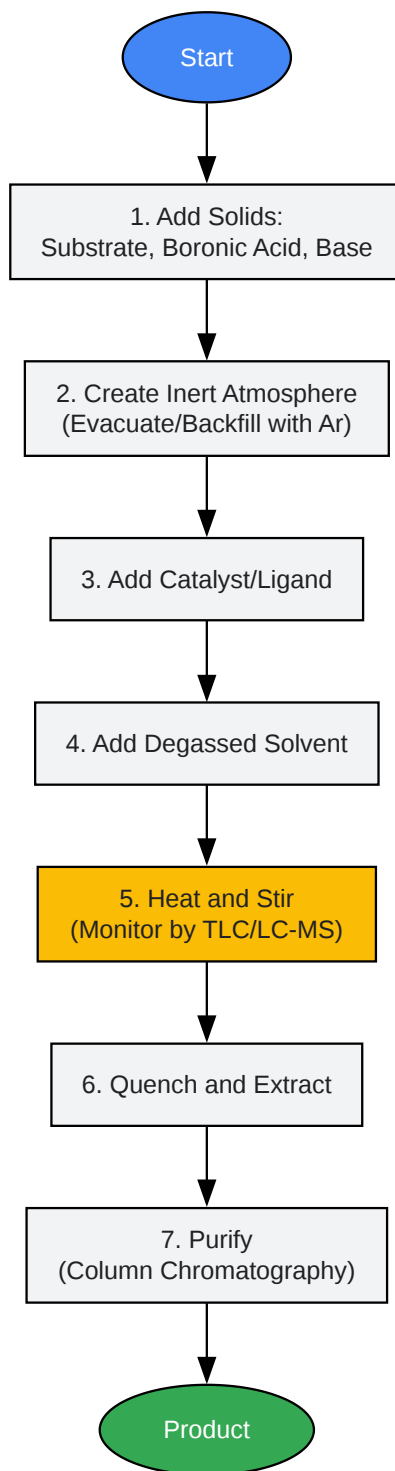 Start
1. Add Solids:
Substrate, Boronic Acid, Base
2. Create Inert Atmosphere
(Evacuate/Backfill with Ar)
3. Add Catalyst/Ligand
4. Add Degassed Solvent
5. Heat and Stir
(Monitor by TLC/LC-MS)
6. Quench and Extract
7. Purify
(Column Chromatography)
Product